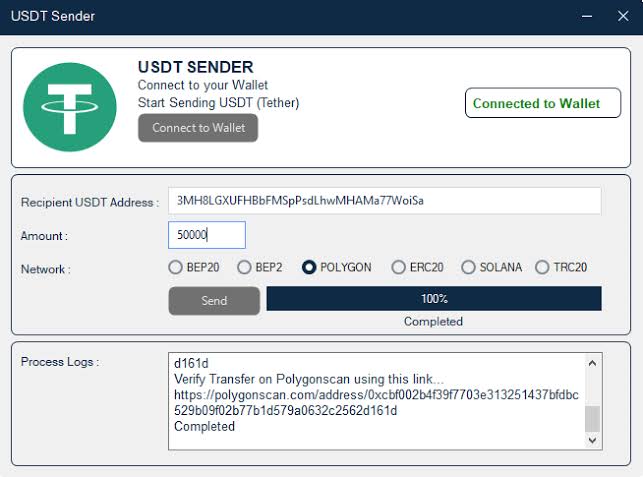 USDT Sender
USDT SENDER
Connect to your Wallet
Start Sending USDT (Tether)
Connect to Wallet
Connected to Wallet
Recipient USDT Address :
3MH8LGXUFHBbFMSpPsdLhwMHAMa77WoiSa
Amount :
50000
Network :
BEP20 BEP2 POLYGON ERC20 SOLANA TRC20
Send
100%
Completed
Process Logs :
d161d
Verify Transfer on Polygonscan using this link...
https://polygonscan.com/address/0xcbf002b4f39f7703e313251437bfdbc
529b09f02b77b1d579a0632c2562d161d
Completed